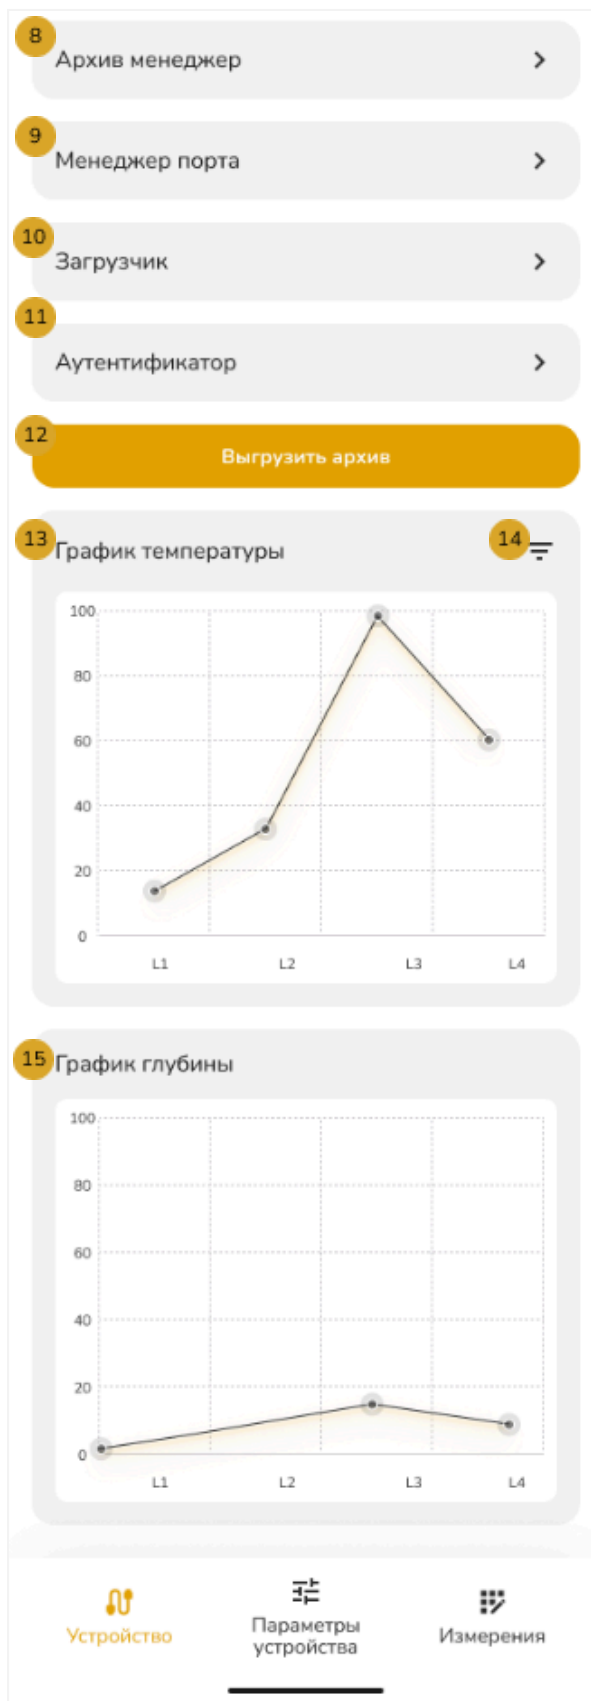 8
Архив менеджер
9
Менеджер порта
10
Загрузчик
11
Аутентификатор
12
Выгрузить архив
13
График температуры
14
100
80
60
40
20
0
L1 L2 L3 L4
15
График глубины
100
80
60
40
20
0
L1 L2 L3 L4
Устройство
Параметры
устройства
Измерения